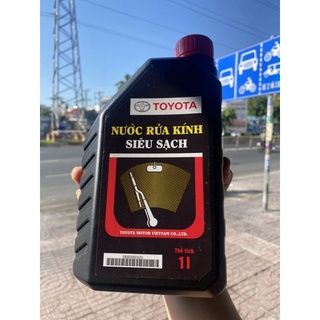 TOYOTA
NƯỚC RỬA KÍNH
SIÊU SẠCH
TOYOTA MOTOR VIETNAM CO.,LTD.
Thể tích
1l